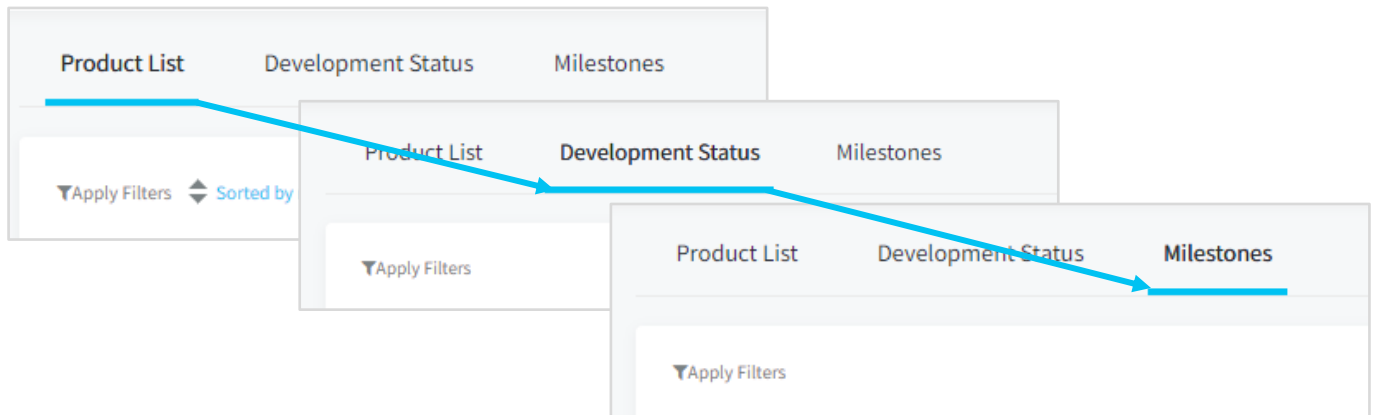 Product List Development Status Milestones
Apply Filters Sorted by
Product List Development Status Milestones
Apply Filters
Product List Development Status Milestones
Apply Filters